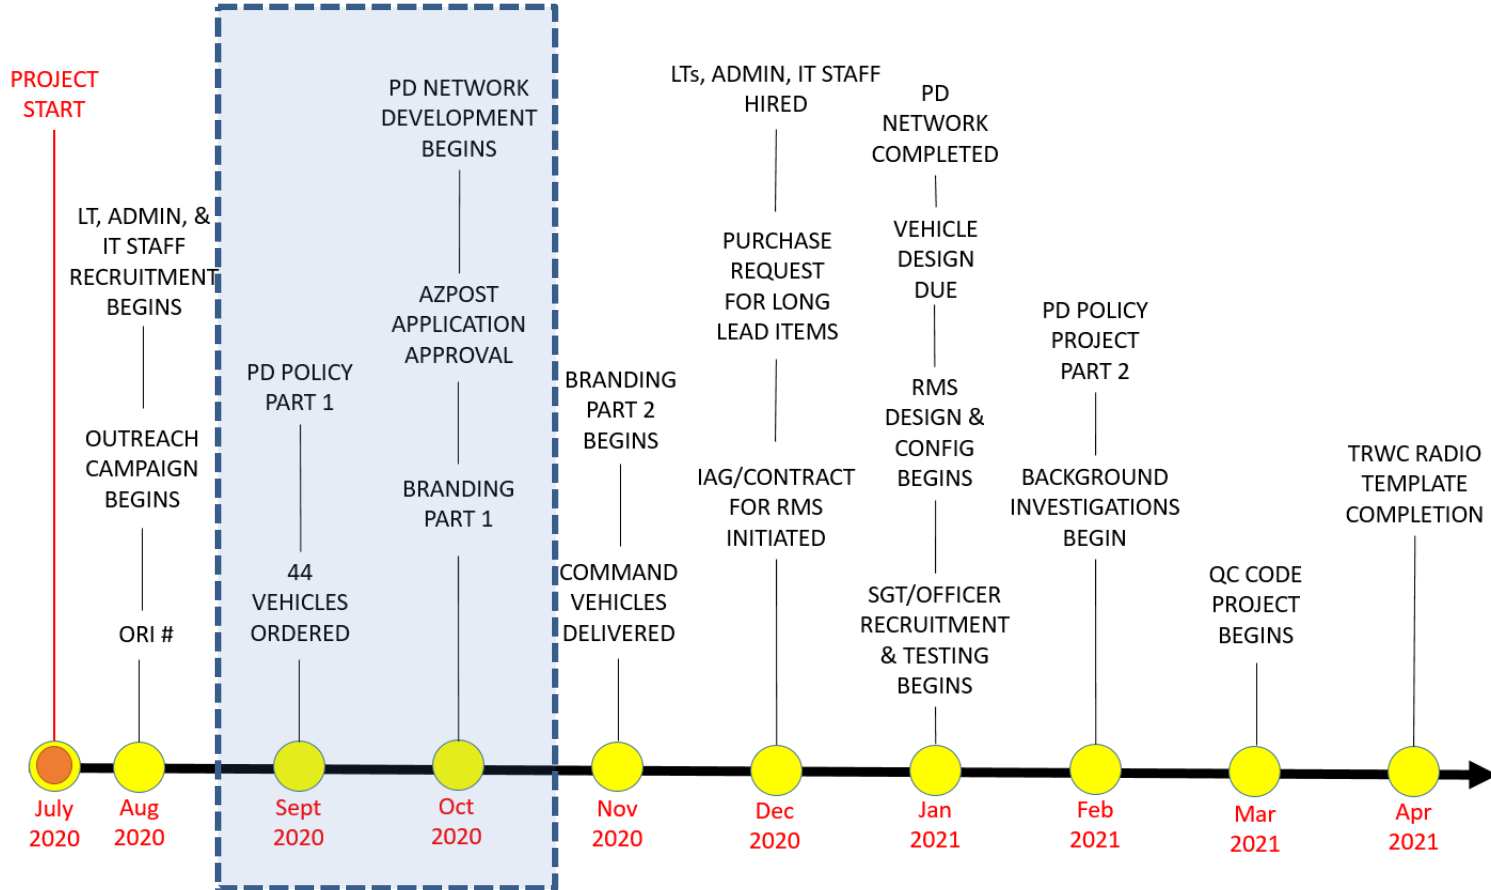 PROJECT
START
LT, ADMIN, &
IT STAFF
RECRUITMENT
BEGINS
OUTREACH
CAMPAIGN
BEGINS
ORI #
PD POLICY
PART 1
44
VEHICLES
ORDERED
PD NETWORK
DEVELOPMENT
BEGINS
AZPOST
APPLICATION
APPROVAL
BRANDING
PART 1
BRANDING
PART 2
BEGINS
COMMAND
VEHICLES
DELIVERED
LTs, ADMIN, IT STAFF
HIRED
PURCHASE
REQUEST
FOR LONG
LEAD ITEMS
IAG/CONTRACT
FOR RMS
INITIATED
PD
NETWORK
COMPLETED
VEHICLE
DESIGN
DUE
RMS
DESIGN &
CONFIG
BEGINS
SGT/OFFICER
RECRUITMENT
& TESTING
BEGINS
PD POLICY
PROJECT
PART 2
BACKGROUND
INVESTIGATIONS
BEGIN
QC CODE
PROJECT
BEGINS
TRWC RADIO
TEMPLATE
COMPLETION
July
2020
Aug
2020
Sept
2020
Oct
2020
Nov
2020
Dec
2020
Jan
2021
Feb
2021
Mar
2021
Apr
2021